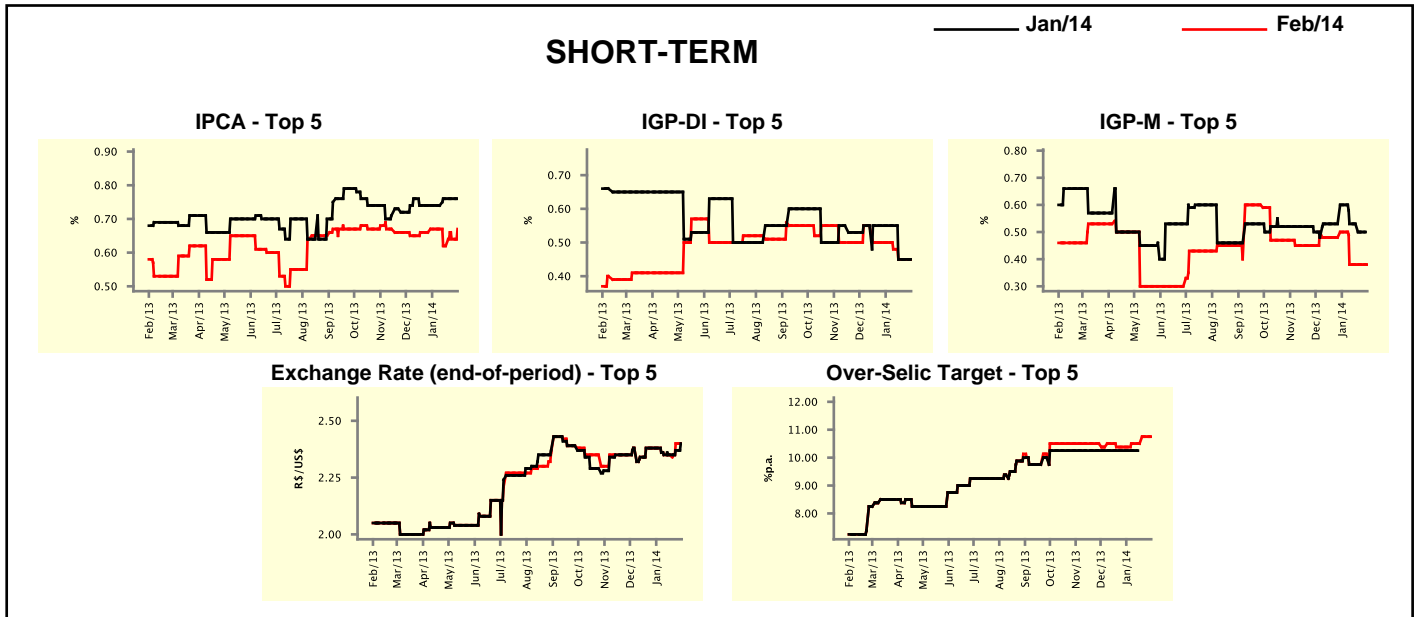 Jan/14 Feb/14
SHORT-TERM
IPCA - Top 5
0.90
0.80
0.70
0.60
0.50
%
Feb/13 Mar/13 Apr/13 May/13 Jun/13 Jul/13 Aug/13 Sep/13 Oct/13 Nov/13 Dec/13 Jan/14
IGP-DI - Top 5
0.70
0.60
0.50
0.40
%
Feb/13 Mar/13 Apr/13 May/13 Jun/13 Jul/13 Aug/13 Sep/13 Oct/13 Nov/13 Dec/13 Jan/14
IGP-M - Top 5
0.80
0.70
0.60
0.50
0.40
0.30
%
Feb/13 Mar/13 Apr/13 May/13 Jun/13 Jul/13 Aug/13 Sep/13 Oct/13 Nov/13 Dec/13 Jan/14
Exchange Rate (end-of-period) - Top 5
2.50
2.25
2.00
R$/US$
Feb/13 Mar/13 Apr/13 May/13 Jun/13 Jul/13 Aug/13 Sep/13 Oct/13 Nov/13 Dec/13 Jan/14
Over-Selic Target - Top 5
12.00
11.00
10.00
9.00
8.00
%p.a.
Feb/13 Mar/13 Apr/13 May/13 Jun/13 Jul/13 Aug/13 Sep/13 Oct/13 Nov/13 Dec/13 Jan/14